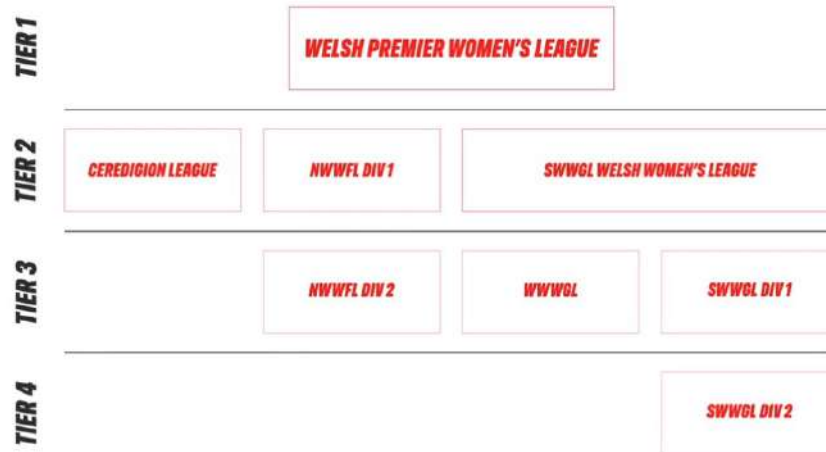 TIER 1
WELSH PREMIER WOMEN'S LEAGUE
TIER 2
CEREDIGION LEAGUE
NWWFL DIV 1
SWWGL WELSH WOMEN'S LEAGUE
TIER 3
NWWFL DIV 2
WWWGL
SWWGL DIV 1
TIER 4
SWWGL DIV 2